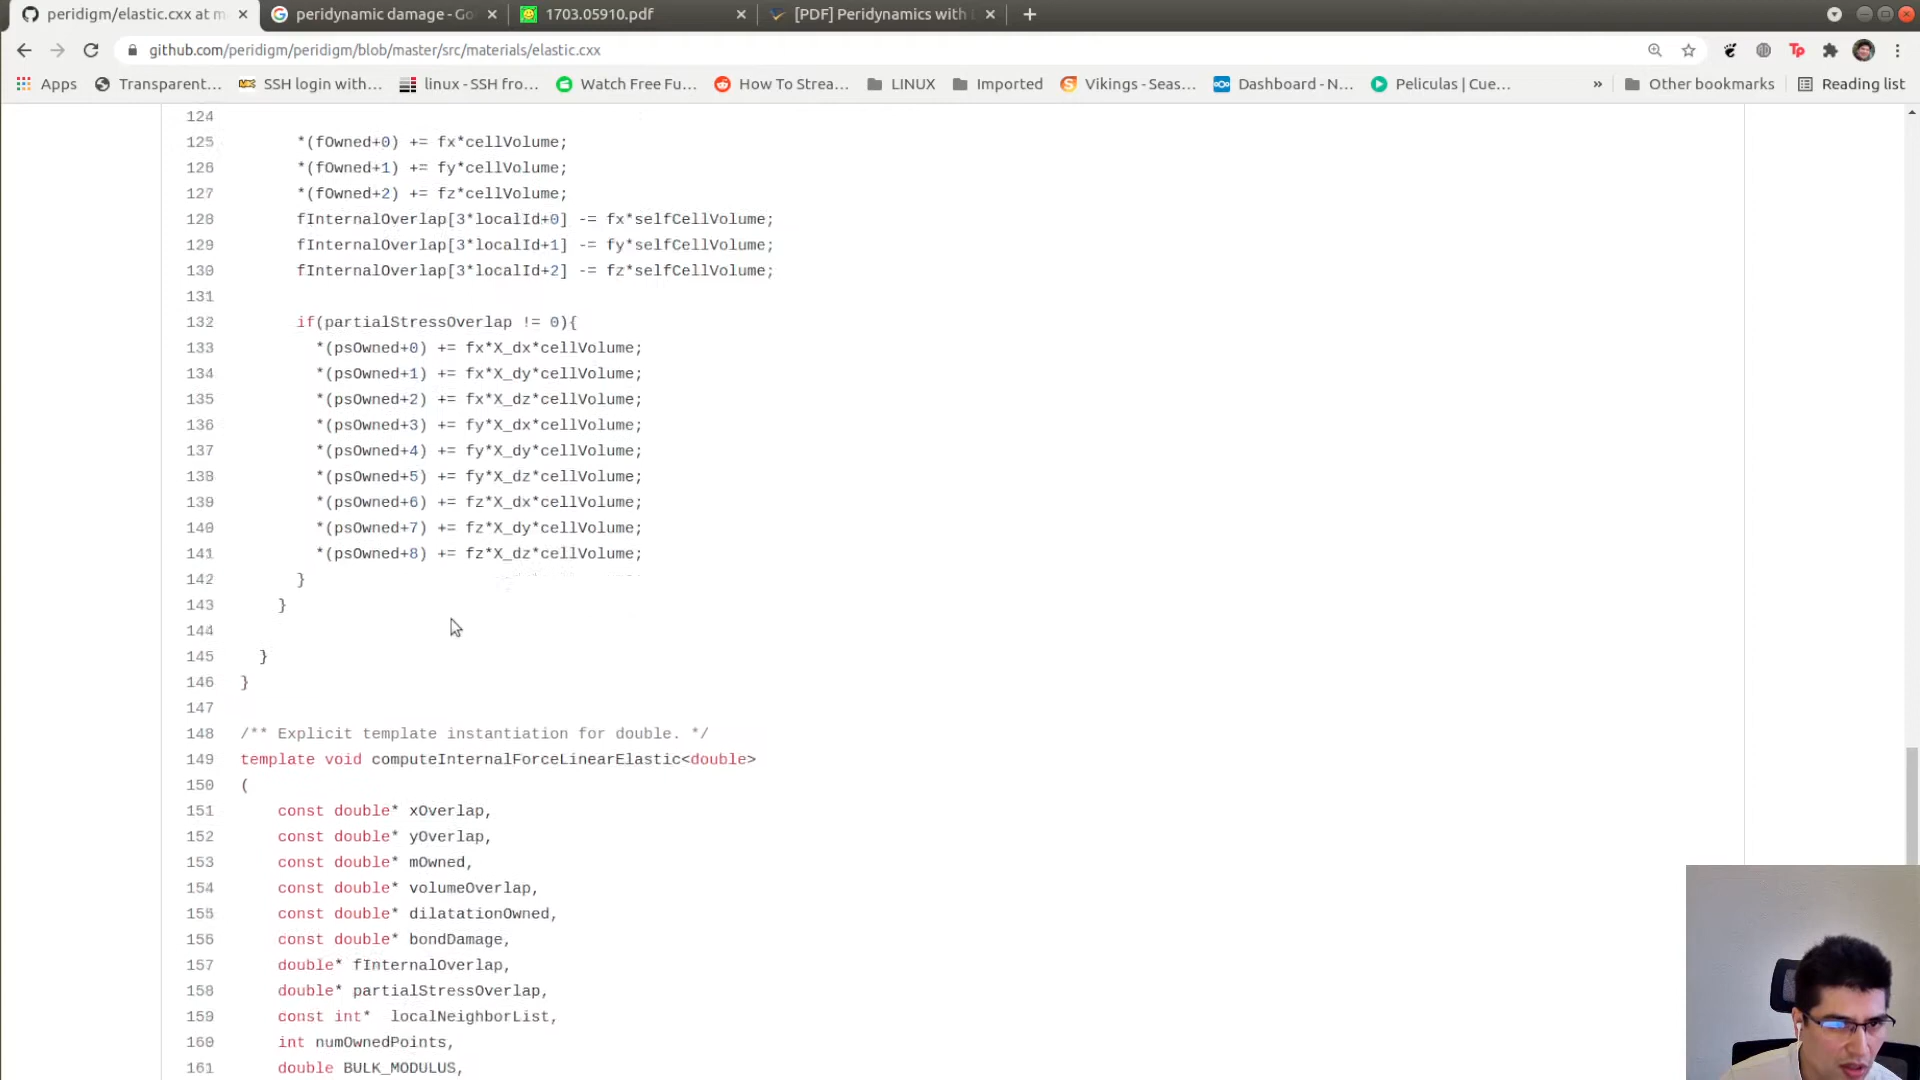 peridigm/elastic.cxx at m
peridynamic damage - Go
1703.05910.pdf
[PDF] Peridynamics with
github.com/peridigm/peridigm/blob/master/src/materials/elastic.cxx
Apps
Transparent...
SSH login with...
linux - SSH fro...
Watch Free Fu...
How To Strea...
LINUX
Imported
Vikings - Seas...
Dashboard - N...
Peliculas | Cue...
»
Other bookmarks
Reading list
124
125 *(fOwned+0) += fx*cellVolume;
126 *(fOwned+1) += fy*cellVolume;
127 *(fOwned+2) += fz*cellVolume;
128 fInternalOverlap[3*localId+0] -= fx*selfCellVolume;
129 fInternalOverlap[3*localId+1] -= fy*selfCellVolume;
130 fInternalOverlap[3*localId+2] -= fz*selfCellVolume;
131
132 if(partialStressOverlap != 0){
133 *(psOwned+0) += fx*X_dx*cellVolume;
134 *(psOwned+1) += fx*X_dy*cellVolume;
135 *(psOwned+2) += fx*X_dz*cellVolume;
136 *(psOwned+3) += fy*X_dx*cellVolume;
137 *(psOwned+4) += fy*X_dy*cellVolume;
138 *(psOwned+5) += fy*X_dz*cellVolume;
139 *(psOwned+6) += fz*X_dx*cellVolume;
140 *(psOwned+7) += fz*X_dy*cellVolume;
141 *(psOwned+8) += fz*X_dz*cellVolume;
142 }
143 }
144
145 }
146 }
147
148 /** Explicit template instantiation for double. */
149 template void computeInternalForceLinearElastic<double>
150 (
151 const double* xOverlap,
152 const double* yOverlap,
153 const double* mOwned,
154 const double* volumeOverlap,
155 const double* dilatationOwned,
156 const double* bondDamage,
157 double* fInternalOverlap,
158 double* partialStressOverlap,
159 const int* localNeighborList,
160 int numOwnedPoints,
161 double BULK_MODULUS,